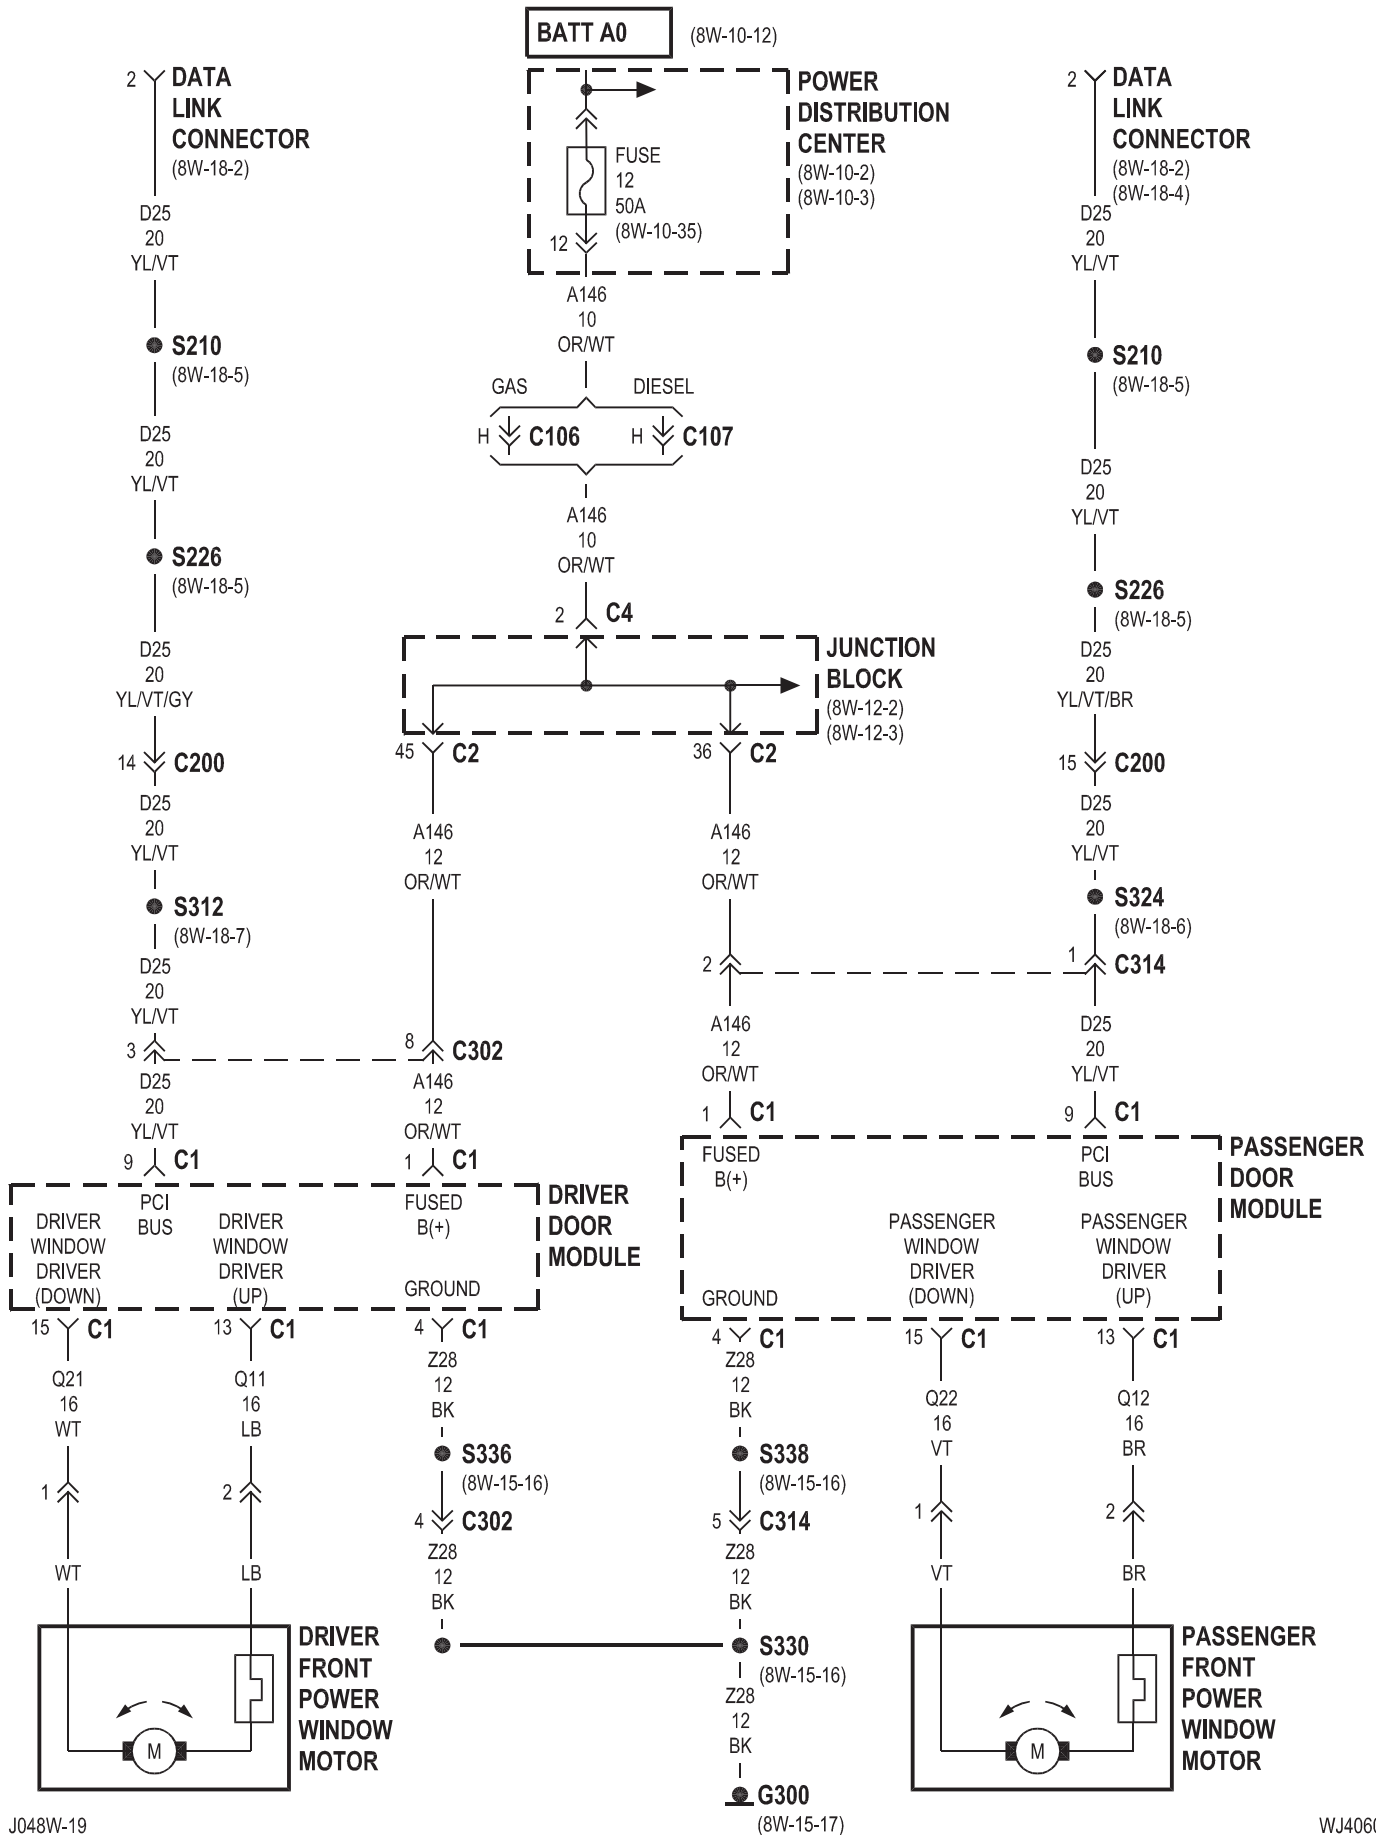 BATT A0
(8W-10-12)
2
DATA
LINK
CONNECTOR
(8W-18-2)
D25
20
YL/VT
S210
(8W-18-5)
D25
20
YL/VT
S226
(8W-18-5)
D25
20
YL/VT/GY
14
C200
D25
20
YL/VT
S312
(8W-18-7)
D25
20
YL/VT
3
D25
20
YL/VT
9
C1
POWER
DISTRIBUTION
CENTER
(8W-10-2)
(8W-10-3)
FUSE
12
50A
(8W-10-35)
12
A146
10
OR/WT
GAS
DIESEL
H
C106
H
C107
A146
10
OR/WT
2
C4
JUNCTION
BLOCK
(8W-12-2)
(8W-12-3)
45
C2
36
C2
A146
12
OR/WT
8
C302
A146
12
OR/WT
1
C1
A146
12
OR/WT
2
A146
12
OR/WT
1
C1
2
DATA
LINK
CONNECTOR
(8W-18-2)
(8W-18-4)
D25
20
YL/VT
S210
(8W-18-5)
D25
20
YL/VT
S226
(8W-18-5)
D25
20
YL/VT/BR
15
C200
D25
20
YL/VT
S324
(8W-18-6)
1
C314
D25
20
YL/VT
9
C1
DRIVER
DOOR
MODULE
PCI
BUS
FUSED
B(+)
DRIVER
WINDOW
DRIVER
(DOWN)
DRIVER
WINDOW
DRIVER
(UP)
GROUND
PASSENGER
DOOR
MODULE
FUSED
B(+)
PCI
BUS
GROUND
PASSENGER
WINDOW
DRIVER
(DOWN)
PASSENGER
WINDOW
DRIVER
(UP)
15
C1
Q21
16
WT
1
WT
13
C1
Q11
16
LB
2
LB
4
C1
Z28
12
BK
S336
(8W-15-16)
4
C302
Z28
12
BK
4
C1
Z28
12
BK
S338
(8W-15-16)
5
C314
Z28
12
BK
S330
(8W-15-16)
Z28
12
BK
G300
(8W-15-17)
15
C1
Q22
16
VT
1
VT
13
C1
Q12
16
BR
2
BR
DRIVER
FRONT
POWER
WINDOW
MOTOR
M
PASSENGER
FRONT
POWER
WINDOW
MOTOR
M
J048W-19